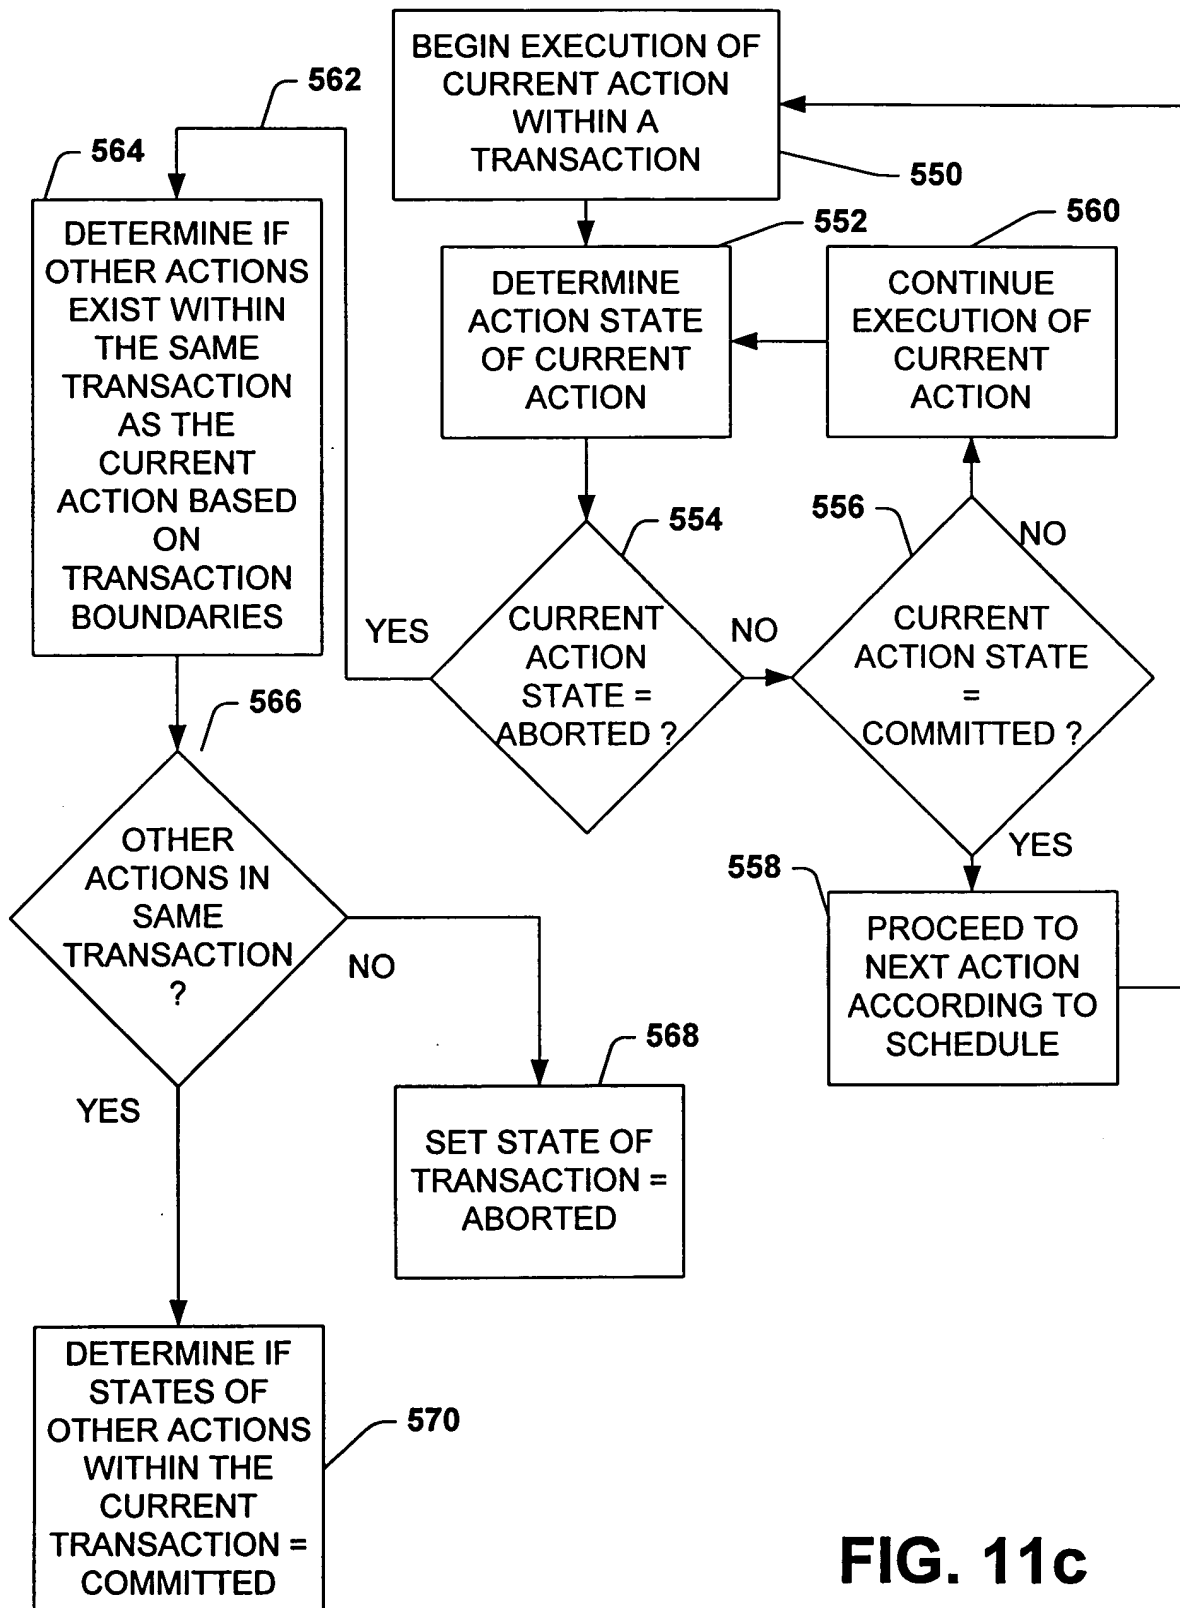 BEGIN EXECUTION OF
CURRENT ACTION
WITHIN A
TRANSACTION
550
562
564
DETERMINE IF
OTHER ACTIONS
EXIST WITHIN
THE SAME
TRANSACTION
AS THE
CURRENT
ACTION BASED
ON
TRANSACTION
BOUNDARIES
552
DETERMINE
ACTION STATE
OF CURRENT
ACTION
560
CONTINUE
EXECUTION OF
CURRENT
ACTION
554
CURRENT
ACTION
STATE =
ABORTED ?
YES
NO
556
NO
CURRENT
ACTION STATE
=
COMMITTED ?
YES
558
PROCEED TO
NEXT ACTION
ACCORDING TO
SCHEDULE
566
OTHER
ACTIONS IN
SAME
TRANSACTION
?
NO
YES
568
SET STATE OF
TRANSACTION =
ABORTED
570
DETERMINE IF
STATES OF
OTHER ACTIONS
WITHIN THE
CURRENT
TRANSACTION =
COMMITTED
FIG. 11c